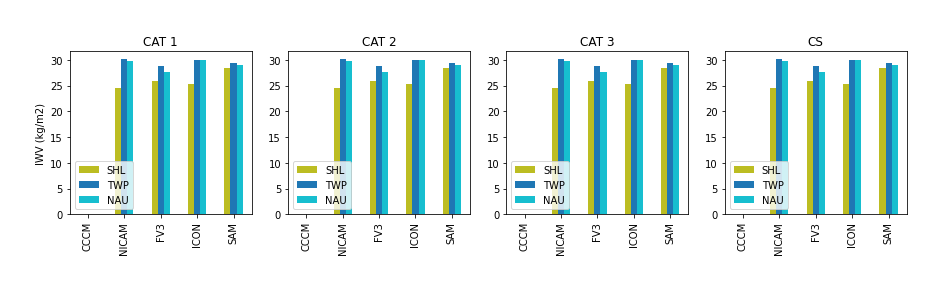 CAT 1
CAT 2
CAT 3
CS
IWV (kg/m2)
30
25
20
15
10
5
0
SHL
TWP
NAU
CCCM
NICAM
FV3
ICON
SAM
30
25
20
15
10
5
0
SHL
TWP
NAU
CCCM
NICAM
FV3
ICON
SAM
30
25
20
15
10
5
0
SHL
TWP
NAU
CCCM
NICAM
FV3
ICON
SAM
30
25
20
15
10
5
0
SHL
TWP
NAU
CCCM
NICAM
FV3
ICON
SAM